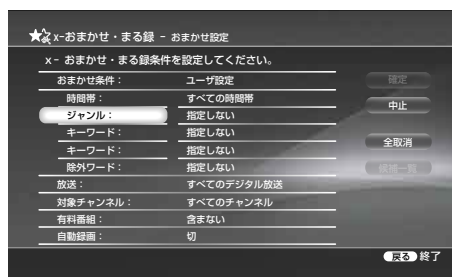 x-おまかせ・まる録 - おまかせ設定
x- おまかせ・まる録条件を設定してください。
おまかせ条件： ユーザ設定
時間帯： すべての時間帯
ジャンル： 指定しない
キーワード： 指定しない
キーワード： 指定しない
除外ワード： 指定しない
放送： すべてのデジタル放送
対象チャンネル： すべてのチャンネル
有料番組： 含まない
自動録画： 切
確定
中止
全取消
候補一覧
戻る 終了